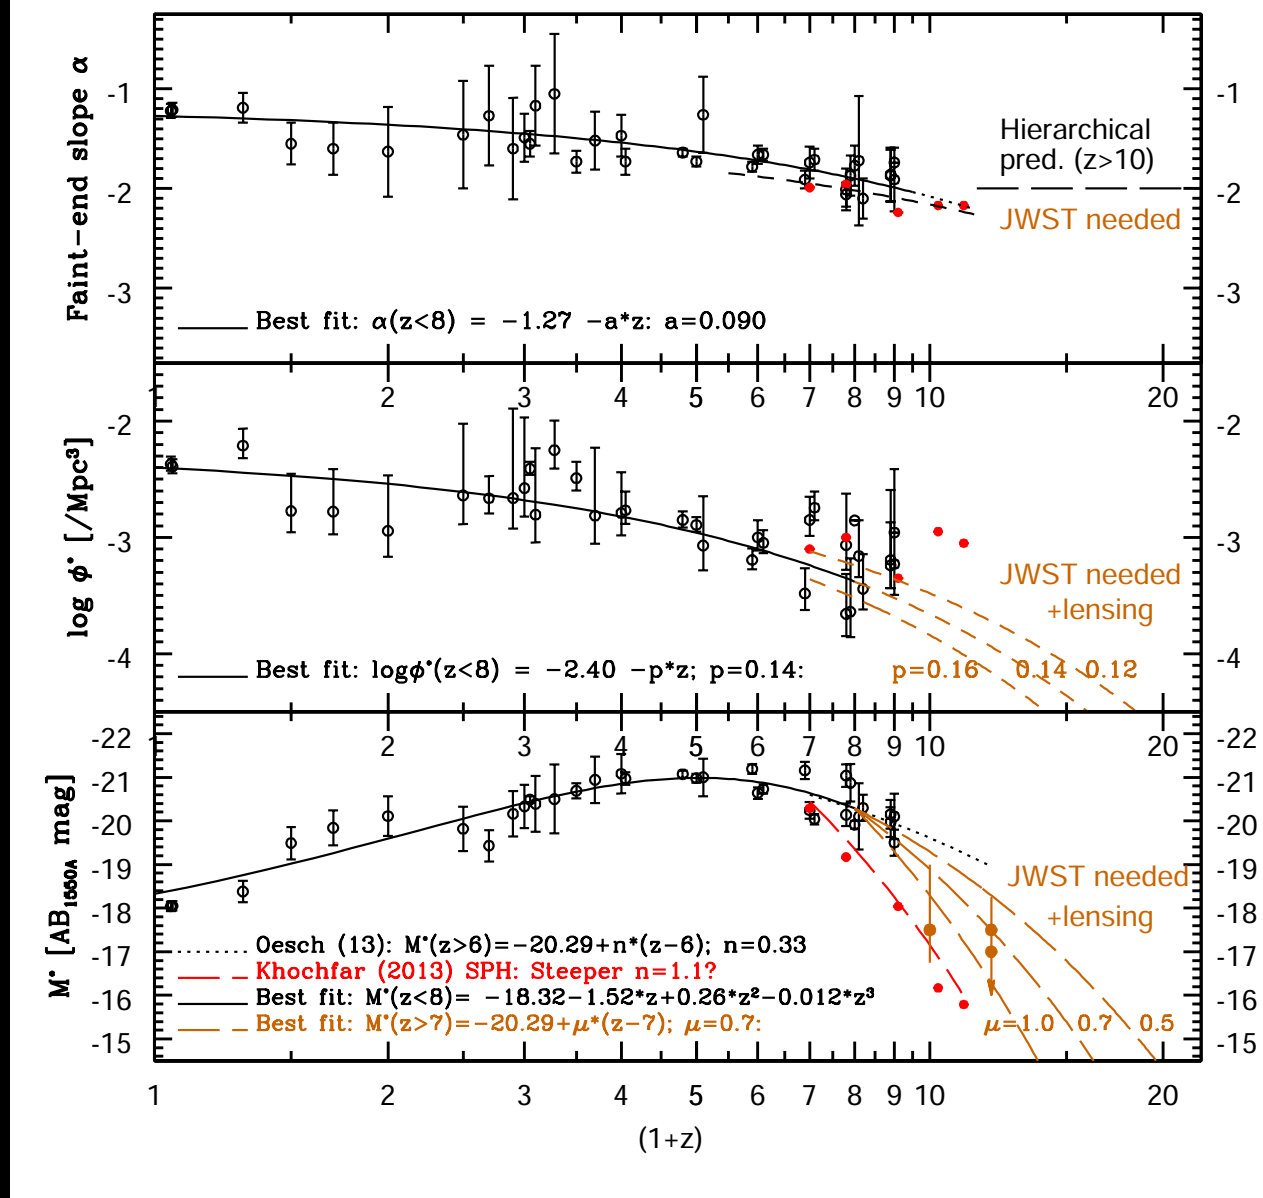 Faint-end slope α
-1
-2
-3
-1
-2
-3
Hierarchical
pred. (z>10)
JWST needed
Best fit: α(z<8) = -1.27 -a*z: a=0.090
1 2 3 4 5 6 7 8 9 10 20
log ϕ* [/Mpc³]
-2
-3
-4
-2
-3
-4
JWST needed
+lensing
Best fit: logϕ*(z<8) = -2.40 -p*z; p=0.14: p=0.16 0.14 0.12
1 2 3 4 5 6 7 8 9 10 20
M* [AB₁₅₅₀A mag]
-22
-21
-20
-19
-18
-17
-16
-15
-22
-21
-20
-19
-18
-17
-16
-15
JWST needed
+lensing
Oesch (13): M*(z>6)=-20.29+n*(z-6); n=0.33
Khochfar (2013) SPH: Steeper n=1.1?
Best fit: M*(z<8)= -18.32-1.52*z+0.26*z²-0.012*z³
Best fit: M*(z>7)=-20.29+μ*(z-7); μ=0.7: μ=1.0 0.7 0.5
1 2 3 4 5 6 7 8 9 10 20
(1+z)